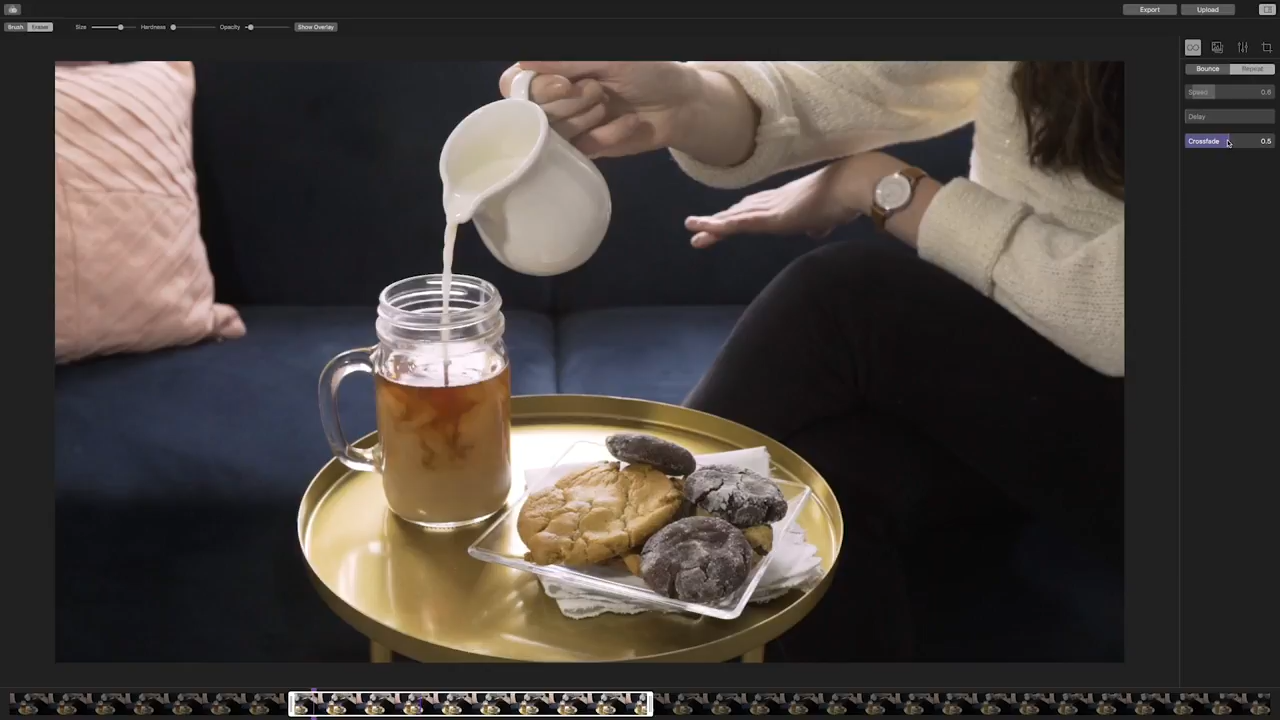 Export Upload
Brush Eraser Size Hardness Opacity Show Overlay
Bounce Repeat
Speed 0.6
Delay
Crossfade 0.5